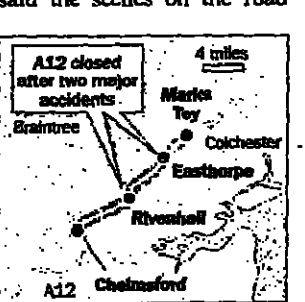 said the scenes on the road
A12 closed
after two major
accidents
4 miles
Marks
Tey
Braintree
Colchester
Easthorpe
Rivenhall
A12 Chelmsford